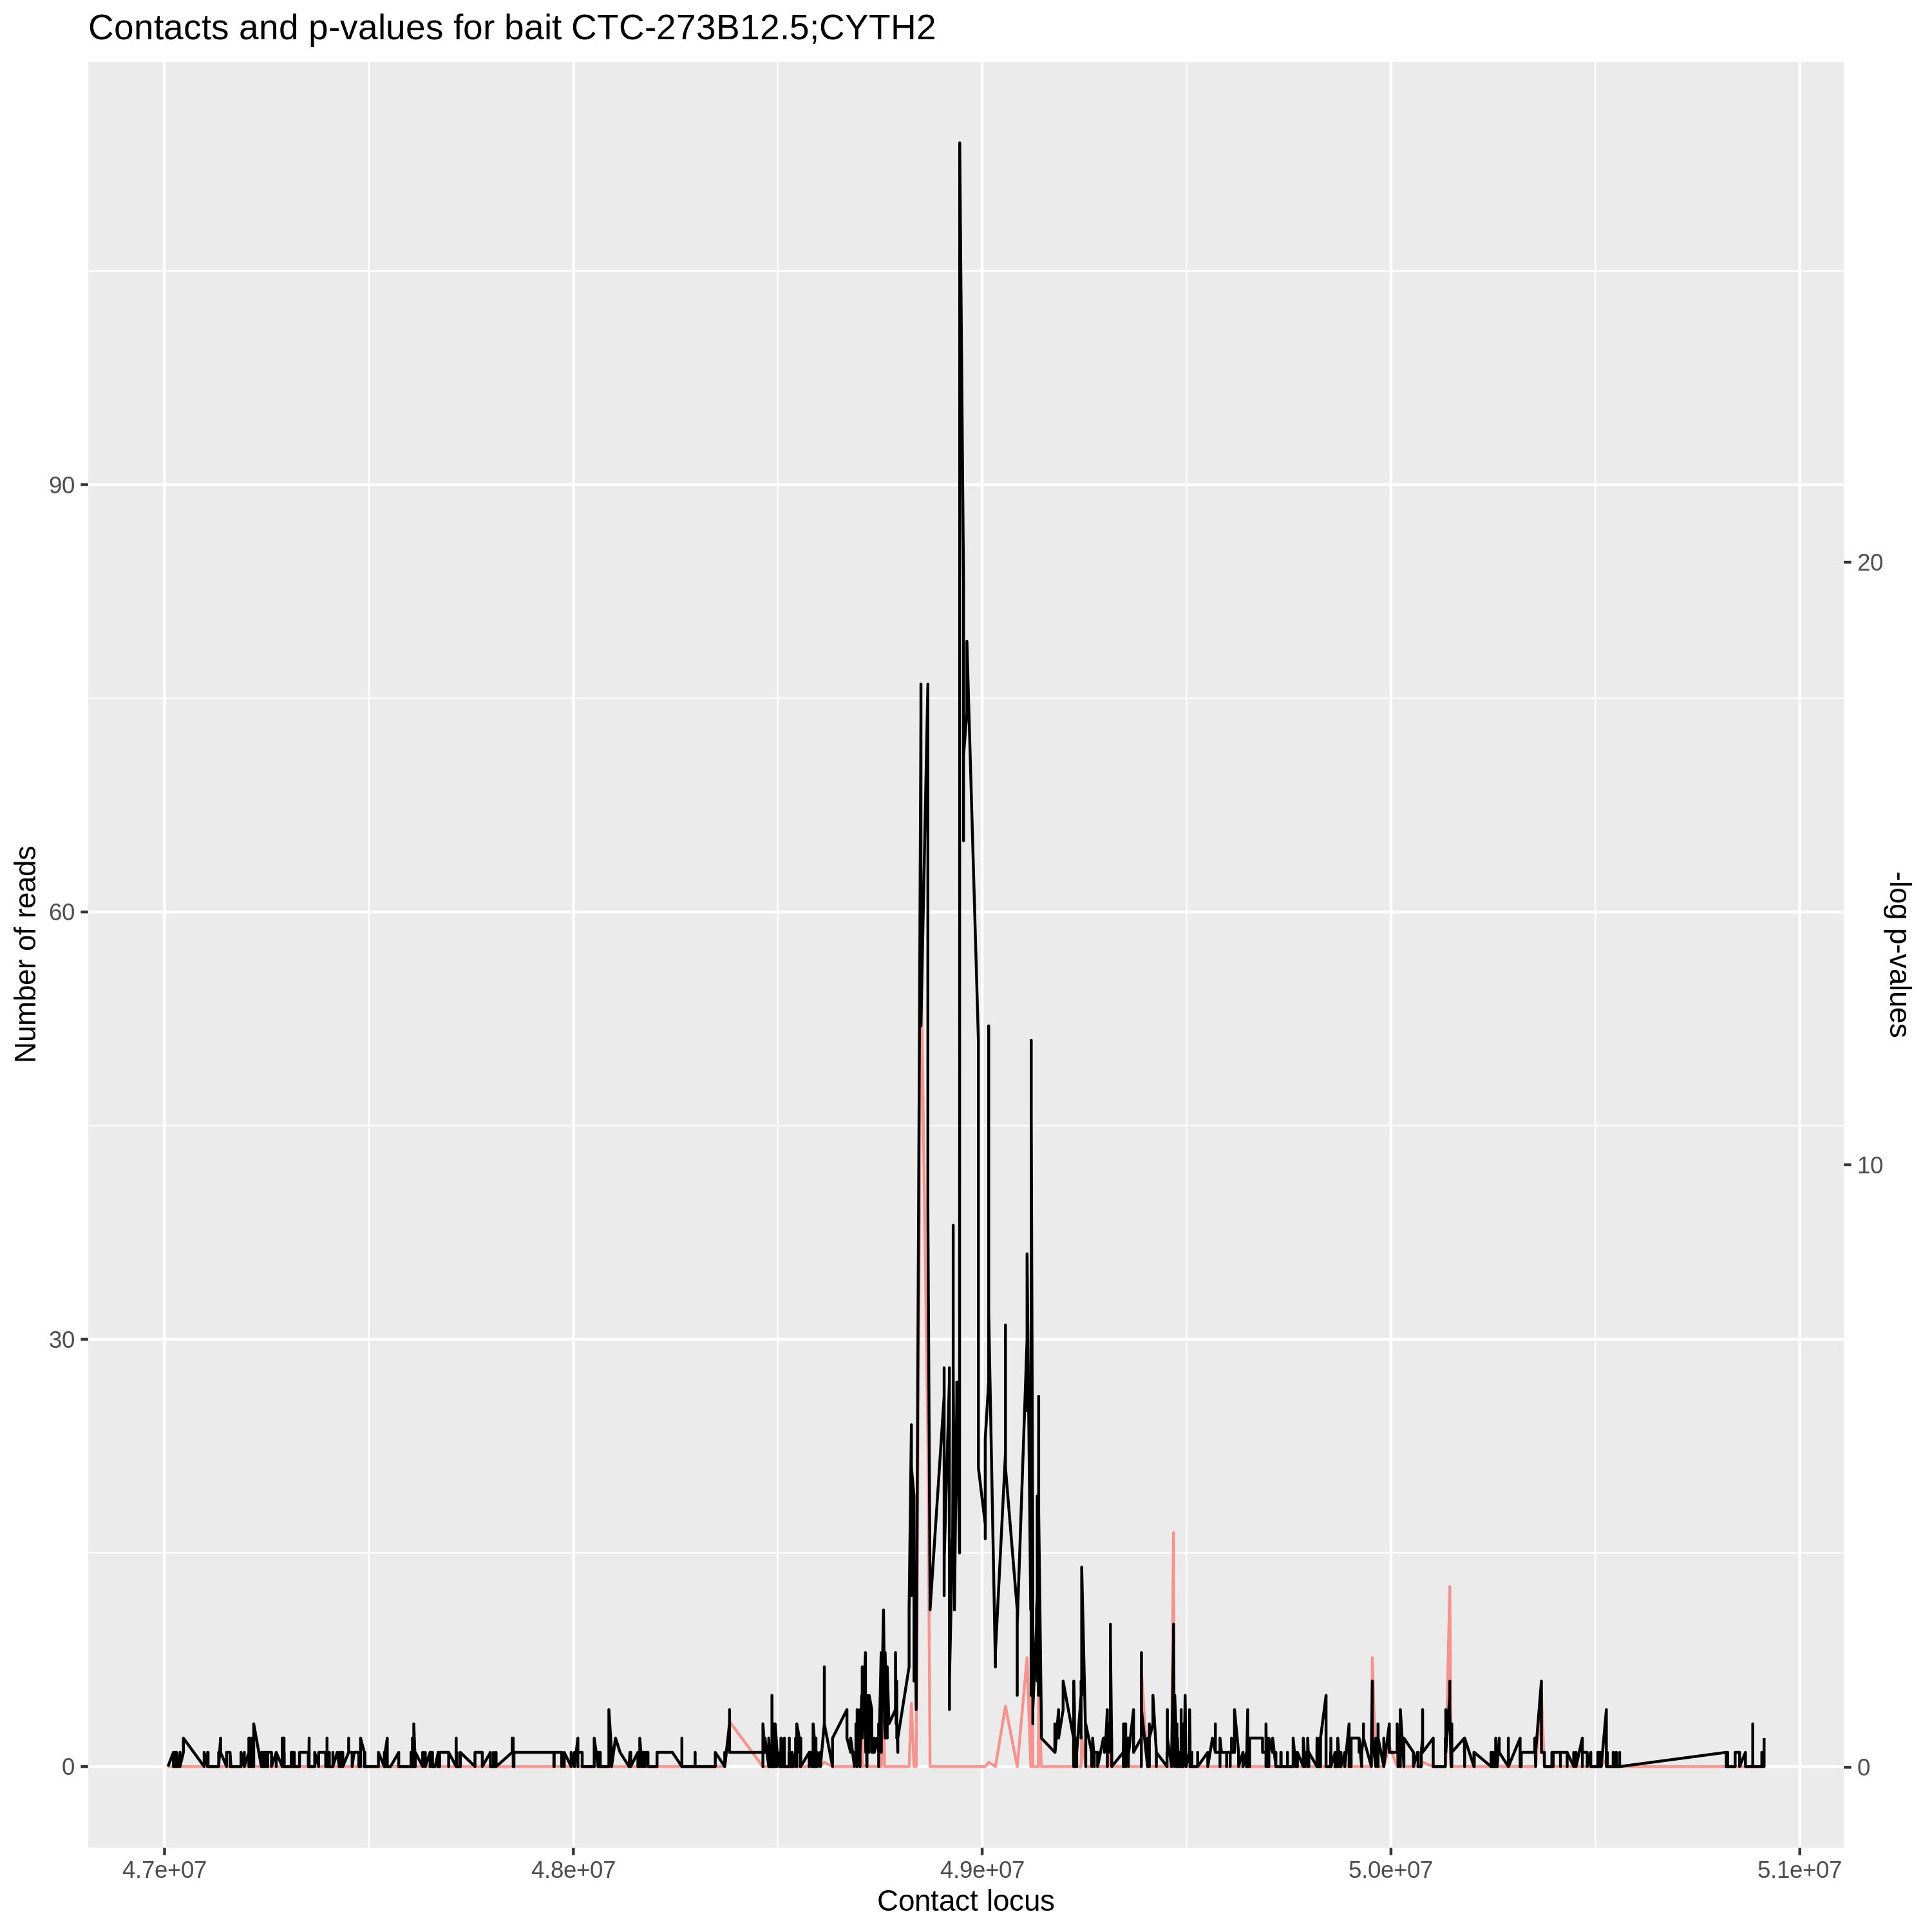 Contacts and p-values for bait CTC-273B12.5;CYTH2
Number of reads
90
60
30
0
-log p-values
20
10
0
4.7e+07 4.8e+07 4.9e+07 5.0e+07 5.1e+07
Contact locus